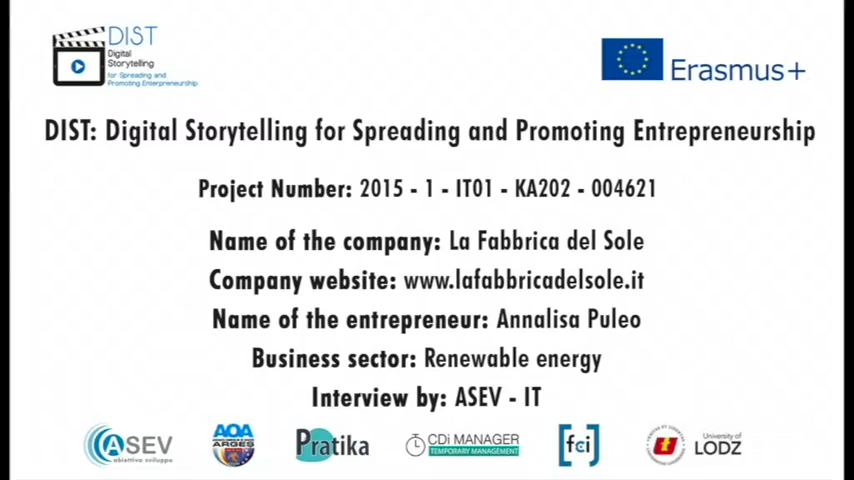 DIST
Digital
Storytelling
for Spreading and
Promoting Enterpreneurship
Erasmus+
DIST: Digital Storytelling for Spreading and Promoting Entrepreneurship
Project Number: 2015 - 1 - IT01 - KA202 - 004621
Name of the company: La Fabbrica del Sole
Company website: www.lafabbricadelsole.it
Name of the entrepreneur: Annalisa Puleo
Business sector: Renewable energy
Interview by: ASEV - IT
ASEV
obiettivo sviluppo
AOA
ARGES
Pratika
CDi MANAGER
TEMPORARY MANAGEMENT
fci
University of
LODZ